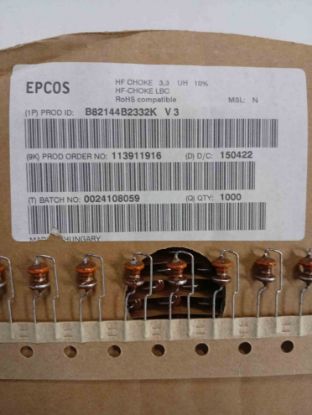 EPCOS
HF CHOKE 3,3 UH 10%
HF-CHOKE LBC
RoHS compatible MSL: N
(1P) PROD ID: B82144B2332K V 3
(9K) PROD ORDER NO: 113911916 (D) D/C: 150422
(T) BATCH NO: 0024108059 (Q) QTY: 1000
HUNGARY